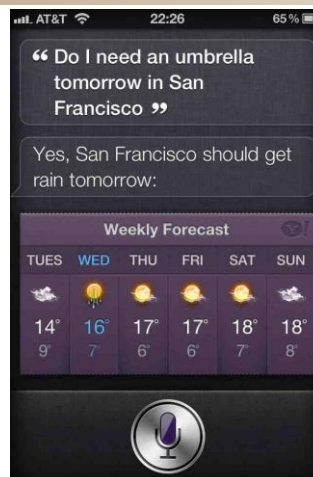 AT&T 22:26 65%
“ Do I need an umbrella
tomorrow in San
Francisco ”
Yes, San Francisco should get
rain tomorrow:
Weekly Forecast Y!
TUES WED THU FRI SAT SUN
14° 16° 17° 17° 18° 18°
9° 7° 6° 6° 7° 8°